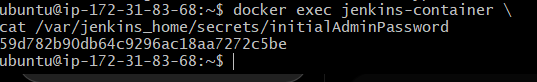 ubuntu@ip-172-31-83-68:~$ docker exec jenkins-container \
cat /var/jenkins_home/secrets/initialAdminPassword
59d782b90db64c9296ac18aa7272c5be
ubuntu@ip-172-31-83-68:~$